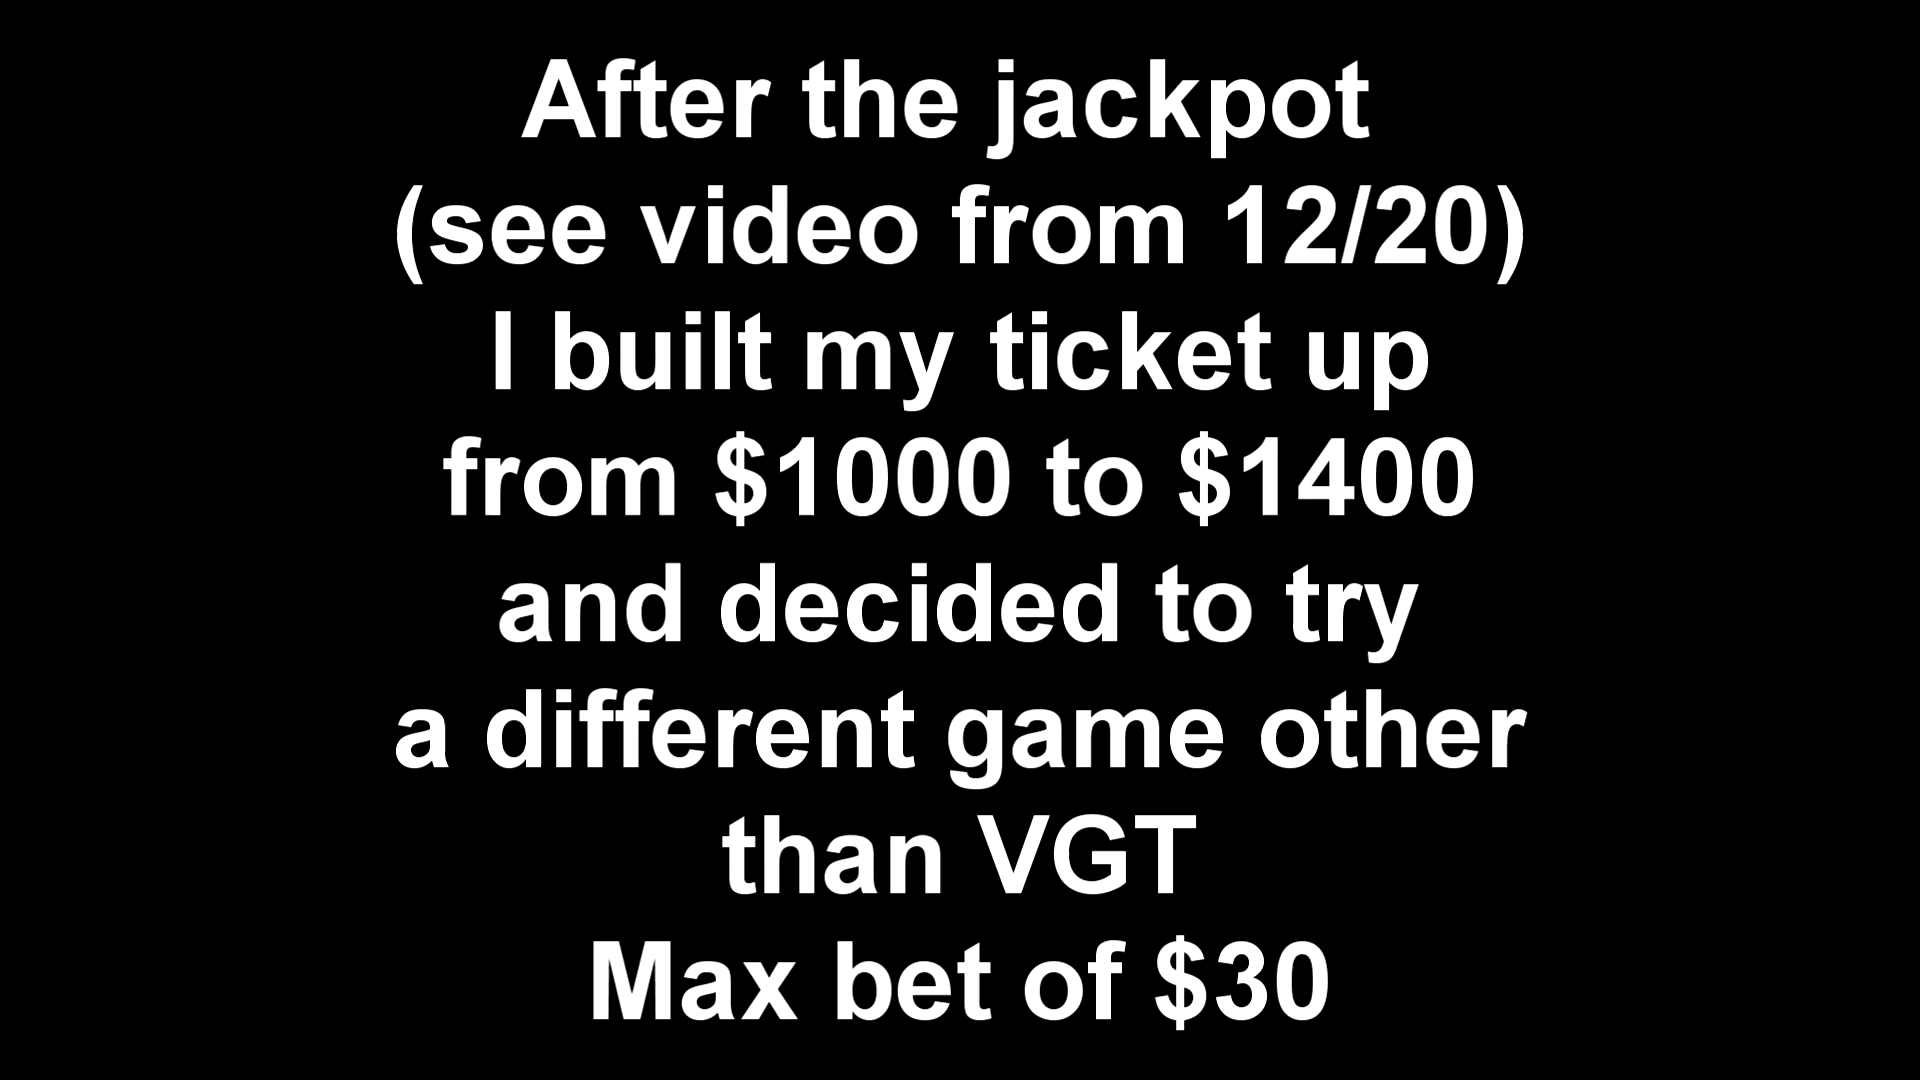 After the jackpot
(see video from 12/20)
I built my ticket up
from $1000 to $1400
and decided to try
a different game other
than VGT
Max bet of $30